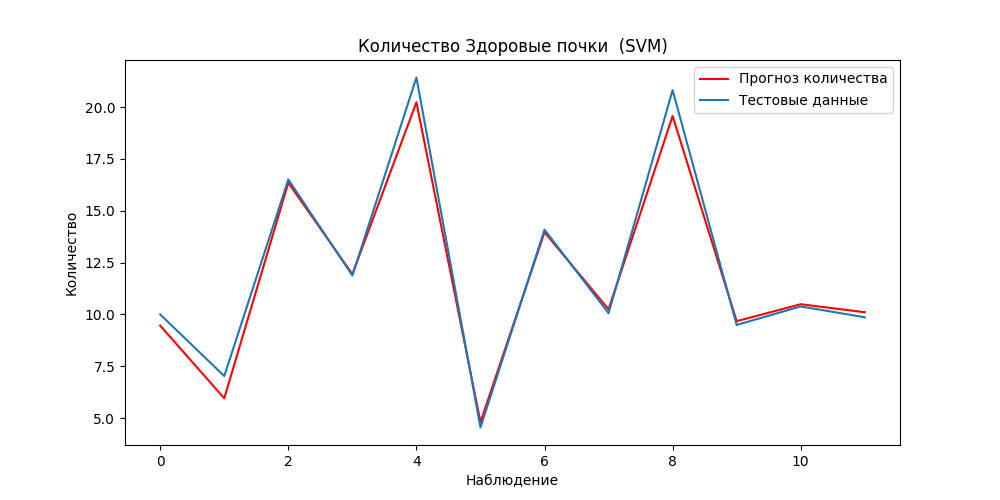 Количество Здоровые почки  (SVM)
Прогноз количества
Тестовые данные
Количество
20.0
17.5
15.0
12.5
10.0
7.5
5.0
0 2 4 6 8 10
Наблюдение